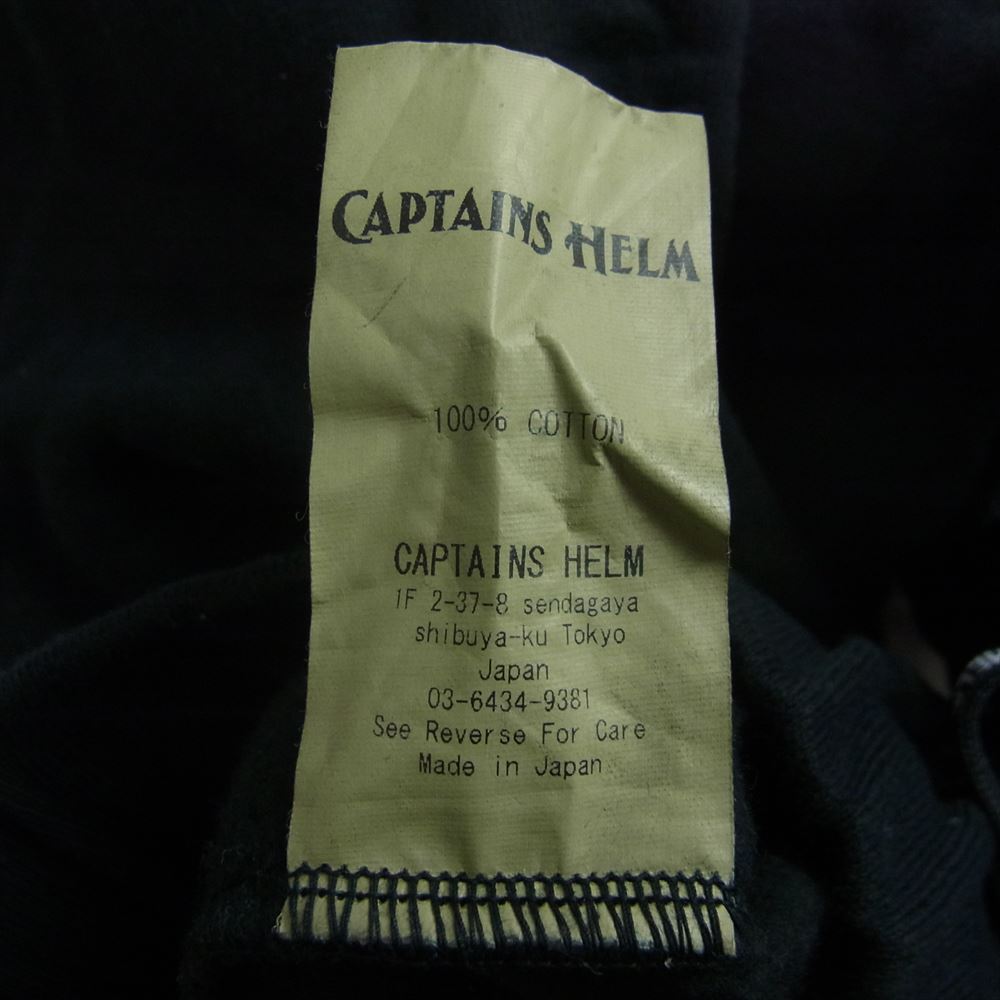 CAPTAINS HELM
100% COTTON
CAPTAINS HELM
1F 2-37-8 sendagaya
shibuya-ku Tokyo
Japan
03-6434-9381
See Reverse For Care
Made in Japan